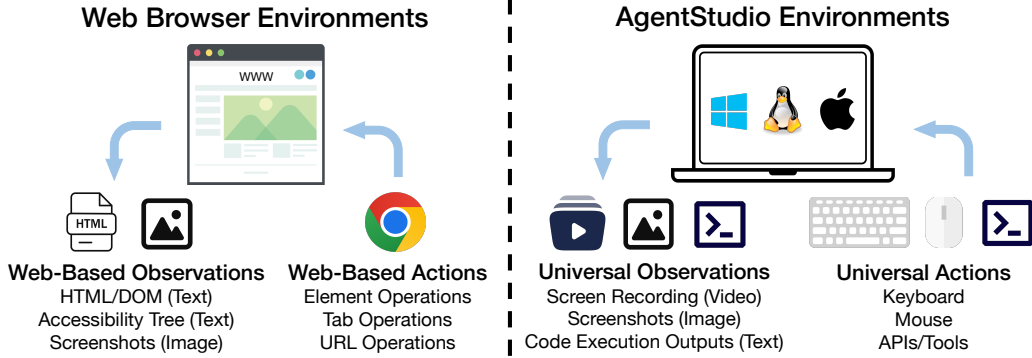 Web Browser Environments
WWW
HTML
Web-Based Observations
HTML/DOM (Text)
Accessibility Tree (Text)
Screenshots (Image)
Web-Based Actions
Element Operations
Tab Operations
URL Operations
AgentStudio Environments
Universal Observations
Screen Recording (Video)
Screenshots (Image)
Code Execution Outputs (Text)
Universal Actions
Keyboard
Mouse
APIs/Tools